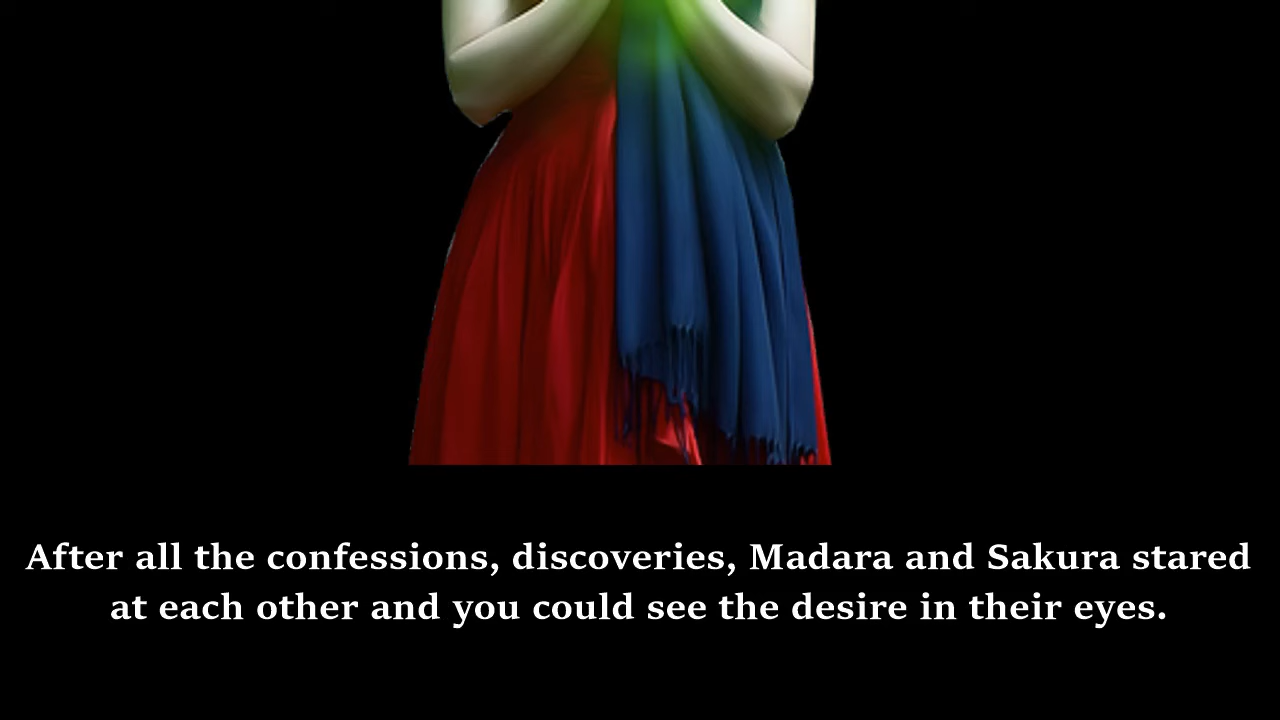 After all the confessions, discoveries, Madara and Sakura stared
at each other and you could see the desire in their eyes.